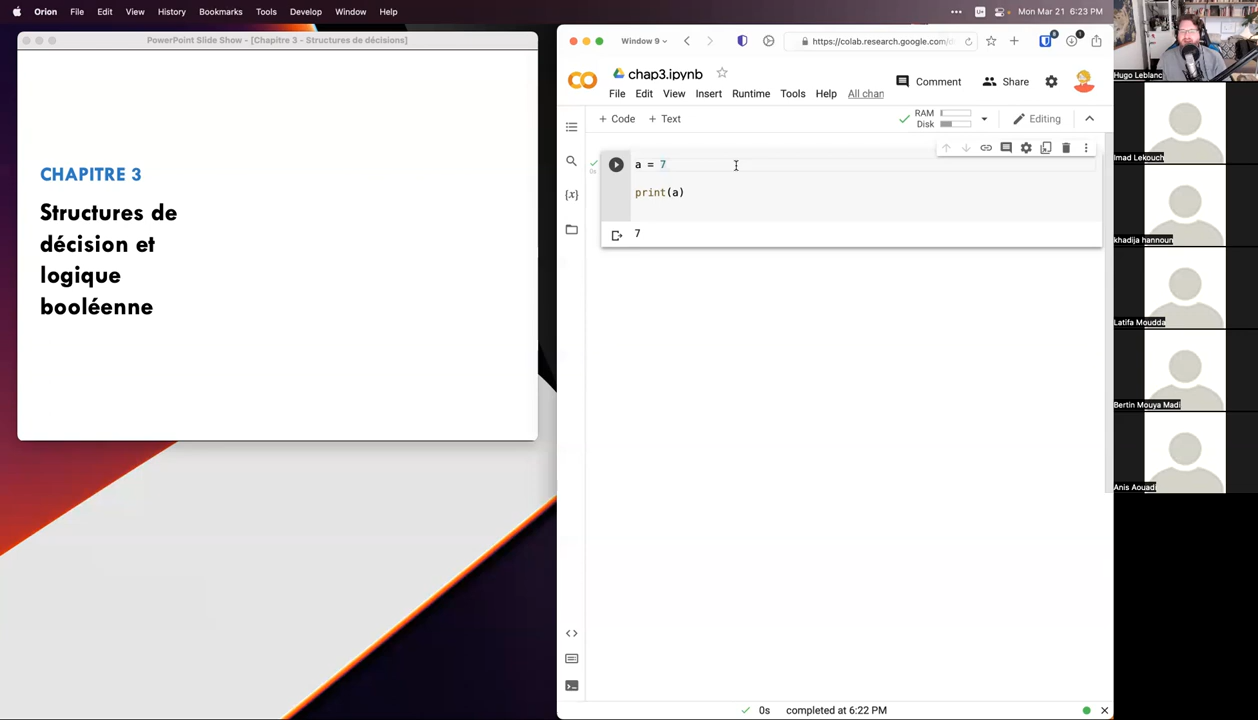 Orion File Edit View History Bookmarks Tools Develop Window Help
Mon Mar 21 6:23 PM
PowerPoint Slide Show - [Chapitre 3 - Structures de décisions]
CHAPITRE 3
Structures de
décision et
logique
booléenne
Window 9
https://colab.research.google.com/
chap3.ipynb
Comment
Share
File Edit View Insert Runtime Tools Help All chan
+ Code + Text
RAM
Disk
Editing
a = 7
print(a)
0s
7
0s completed at 6:22 PM
Hugo Leblanc
Imad Lekouch
khadija hannoun
Latifa Moudda
Bertin Mouya Madi
Anis Aouadi